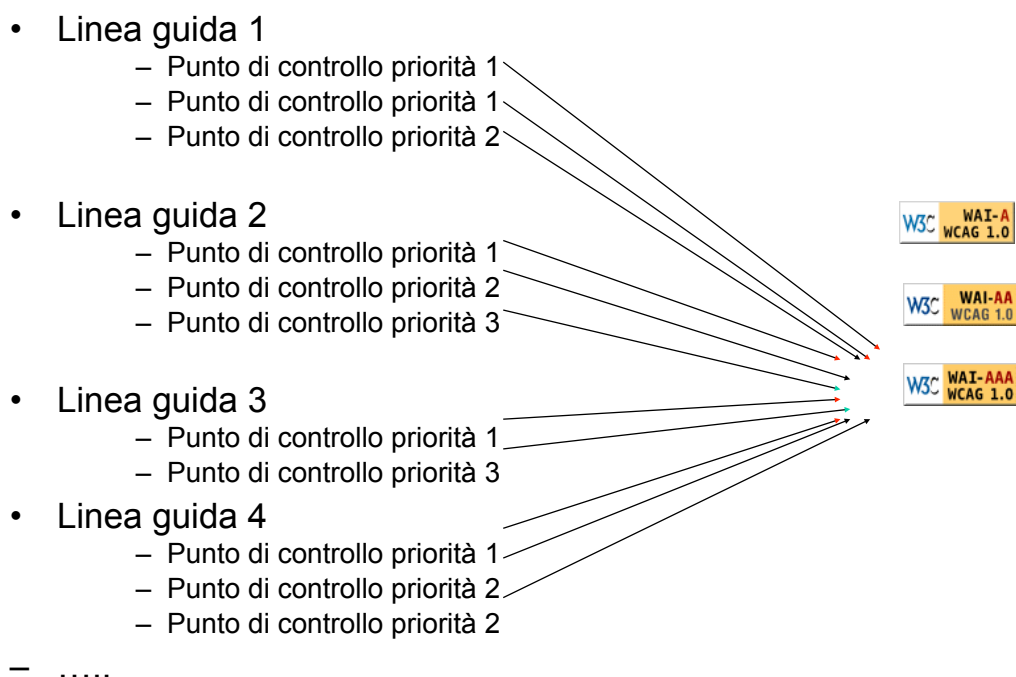 • Linea guida 1
– Punto di controllo priorità 1
– Punto di controllo priorità 1
– Punto di controllo priorità 2
• Linea guida 2
– Punto di controllo priorità 1
– Punto di controllo priorità 2
– Punto di controllo priorità 3
• Linea guida 3
– Punto di controllo priorità 1
– Punto di controllo priorità 3
• Linea guida 4
– Punto di controllo priorità 1
– Punto di controllo priorità 2
– Punto di controllo priorità 2
– …..
W3C WAI-A
WCAG 1.0
W3C WAI-AA
WCAG 1.0
W3C WAI-AAA
WCAG 1.0